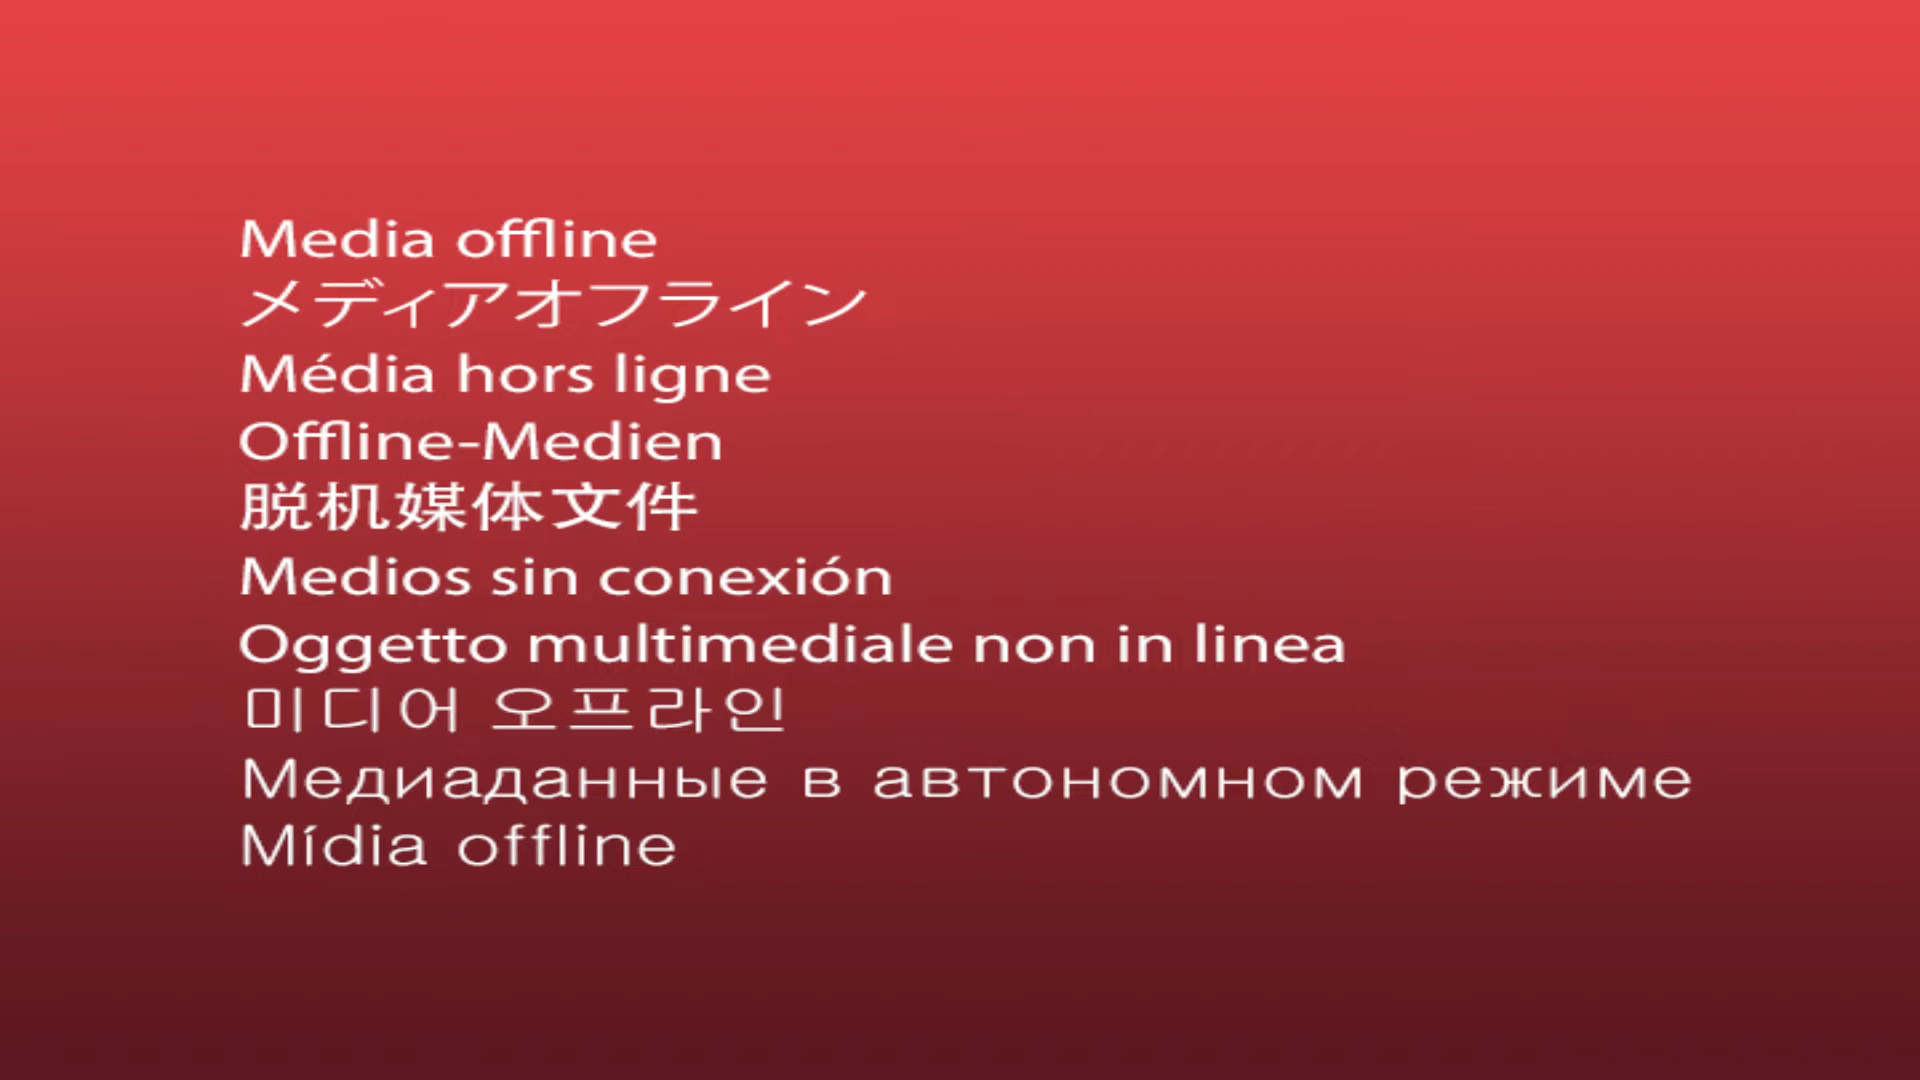 Media offline
メディアオフライン
Média hors ligne
Offline-Medien
脱机媒体文件
Medios sin conexión
Oggetto multimediale non in linea
미디어 오프라인
Медиаданные в автономном режиме
Mídia offline